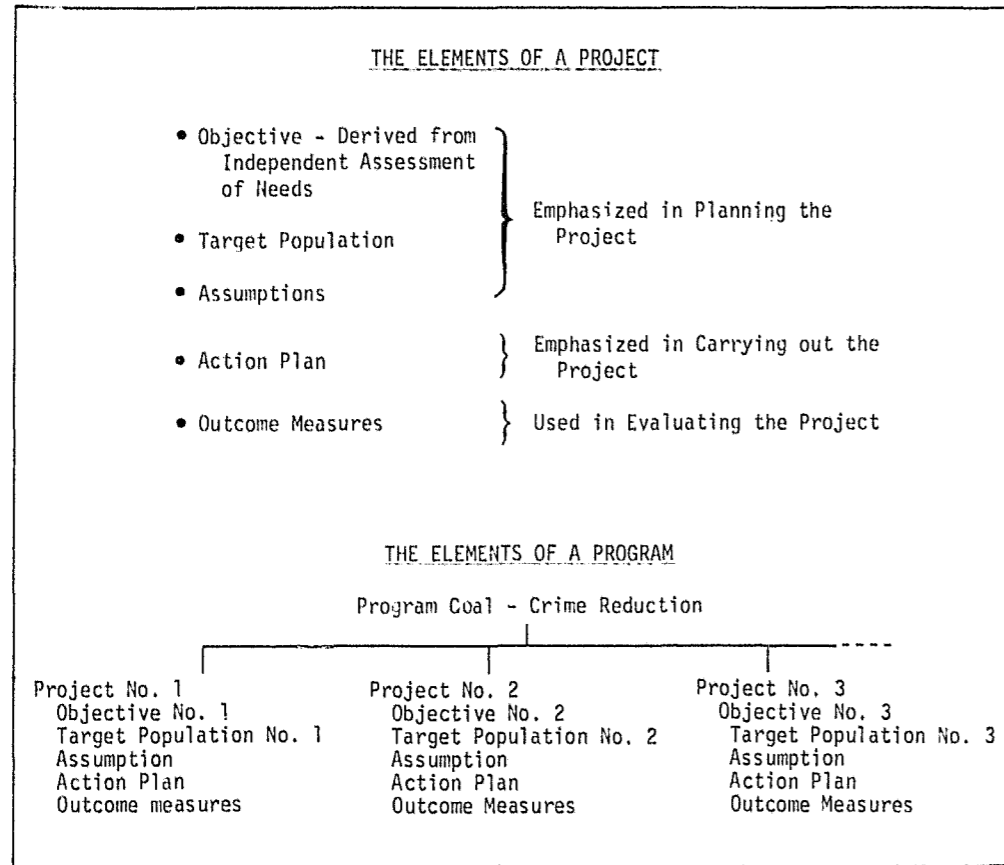 THE ELEMENTS OF A PROJECT
• Objective - Derived from
Independent Assessment
of Needs
• Target Population
• Assumptions
Emphasized in Planning the
Project
• Action Plan
Emphasized in Carrying out the
Project
• Outcome Measures
Used in Evaluating the Project
THE ELEMENTS OF A PROGRAM
Program Goal - Crime Reduction
Project No. 1
Objective No. 1
Target Population No. 1
Assumption
Action Plan
Outcome measures
Project No. 2
Objective No. 2
Target Population No. 2
Assumption
Action Plan
Outcome Measures
Project No. 3
Objective No. 3
Target Population No. 3
Assumption
Action Plan
Outcome Measures